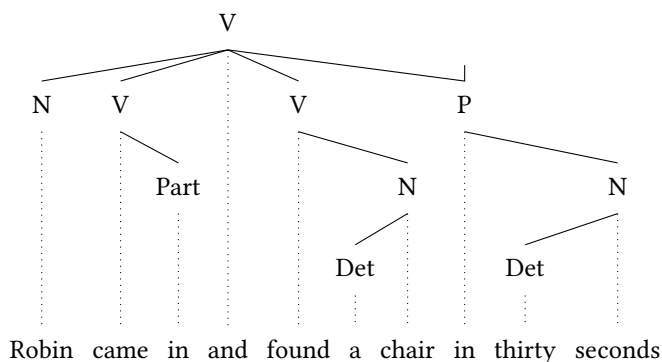 V
N V V P
Part N N
Det Det
Robin came in and found a chair in thirty seconds